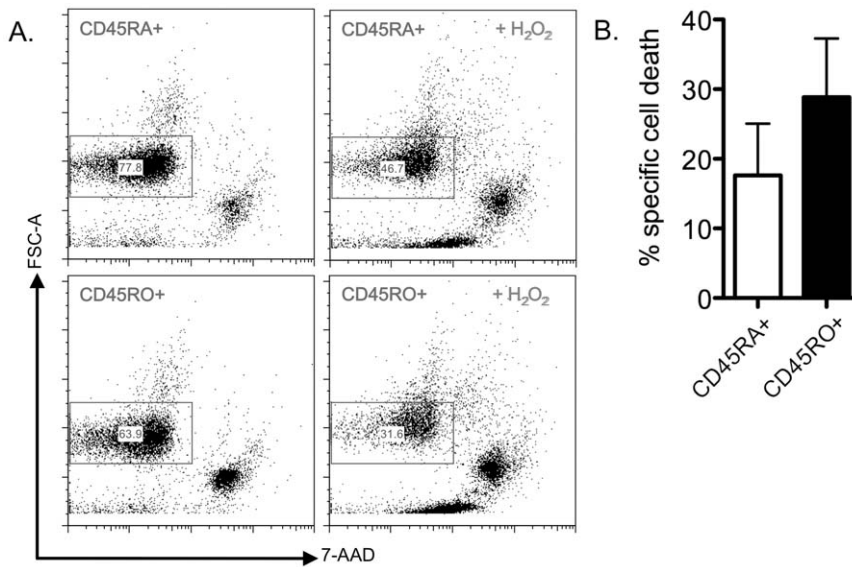 A.
CD45RA+
77.8
CD45RA+ + H₂O₂
46.7
CD45RO+
63.9
CD45RO+ + H₂O₂
31.6
FSC-A
7-AAD
B.
% specific cell death
40
30
20
10
0
CD45RA+
CD45RO+